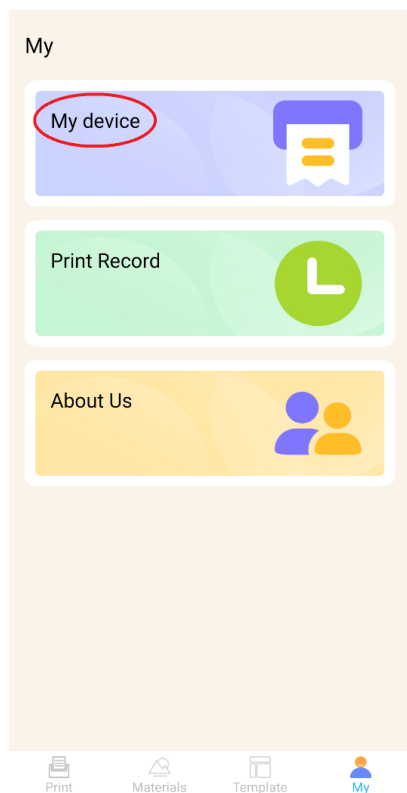 My
My device
Print Record
About Us
Print
Materials
Template
My